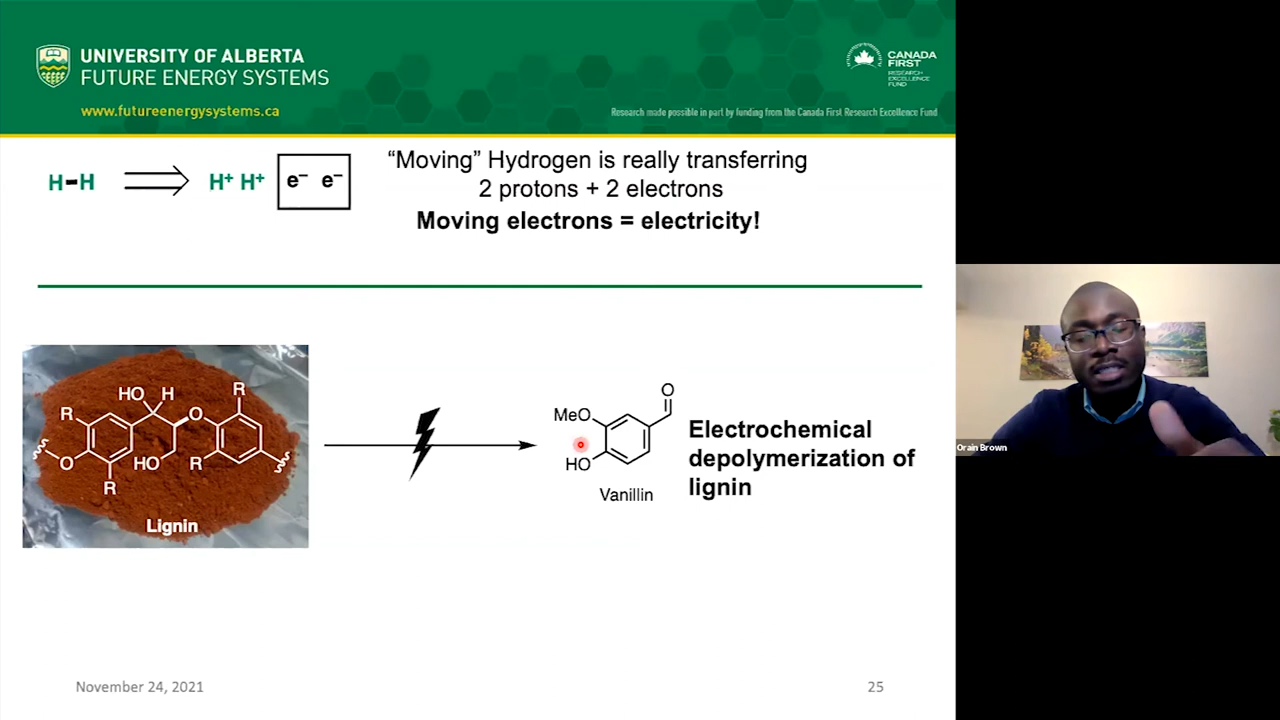 UNIVERSITY OF ALBERTA
FUTURE ENERGY SYSTEMS
www.futureenergysystems.ca
CANADA
FIRST
RESEARCH
EXCELLENCE
FUND
Research made possible in part by funding from the Canada First Research Excellence Fund
H-H
H⁺ H⁺
e⁻ e⁻
“Moving” Hydrogen is really transferring
2 protons + 2 electrons
Moving electrons = electricity!
HO H
R
O
R
O
HO
R
R
Lignin
O
MeO
HO
Vanillin
Electrochemical
depolymerization of
lignin
Orain Brown
November 24, 2021
25